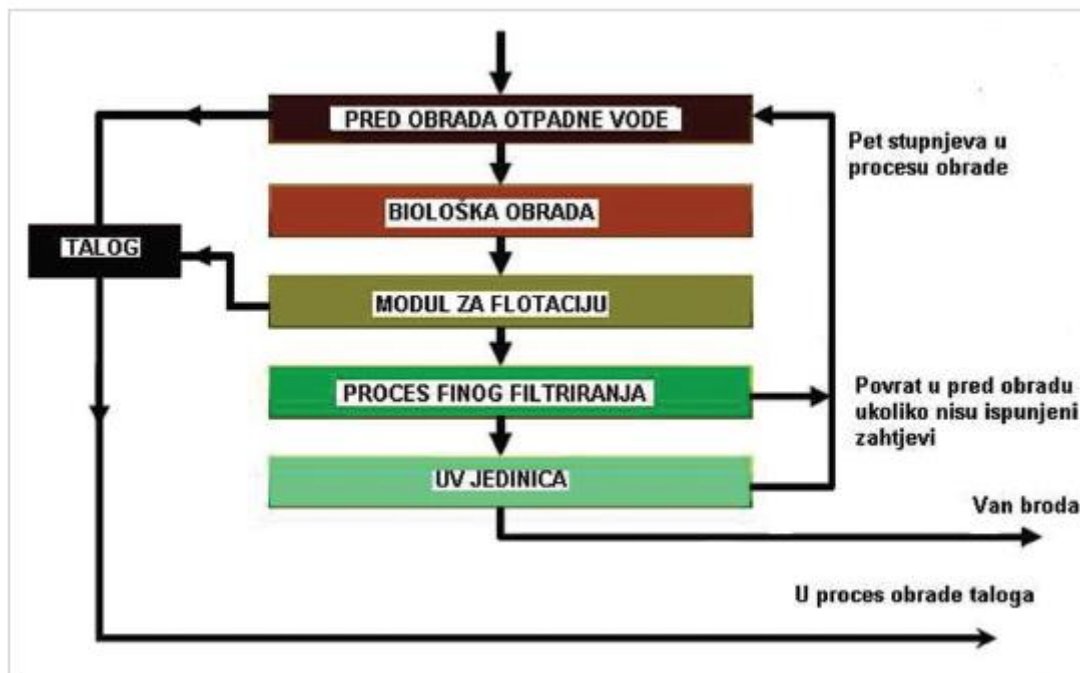 PRED OBRADA OTPADNE VODE
Pet stupnjeva u
procesu obrade
BIOLOŠKA OBRADA
TALOG
MODUL ZA FLOTACIJU
PROCES FINOG FILTRIRANJA
Povrat u pred obradu
ukoliko nisu ispunjeni
zahtjevi
UV JEDINICA
Van broda
U proces obrade taloga